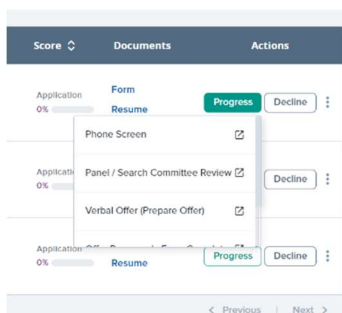 Score Documents Actions
Application
0%
Form
Resume
Progress Decline
Phone Screen
Panel / Search Committee Review
Verbal Offer (Prepare Offer)
Decline
0%
Application
0%
Resume
Progress Decline
Previous | Next